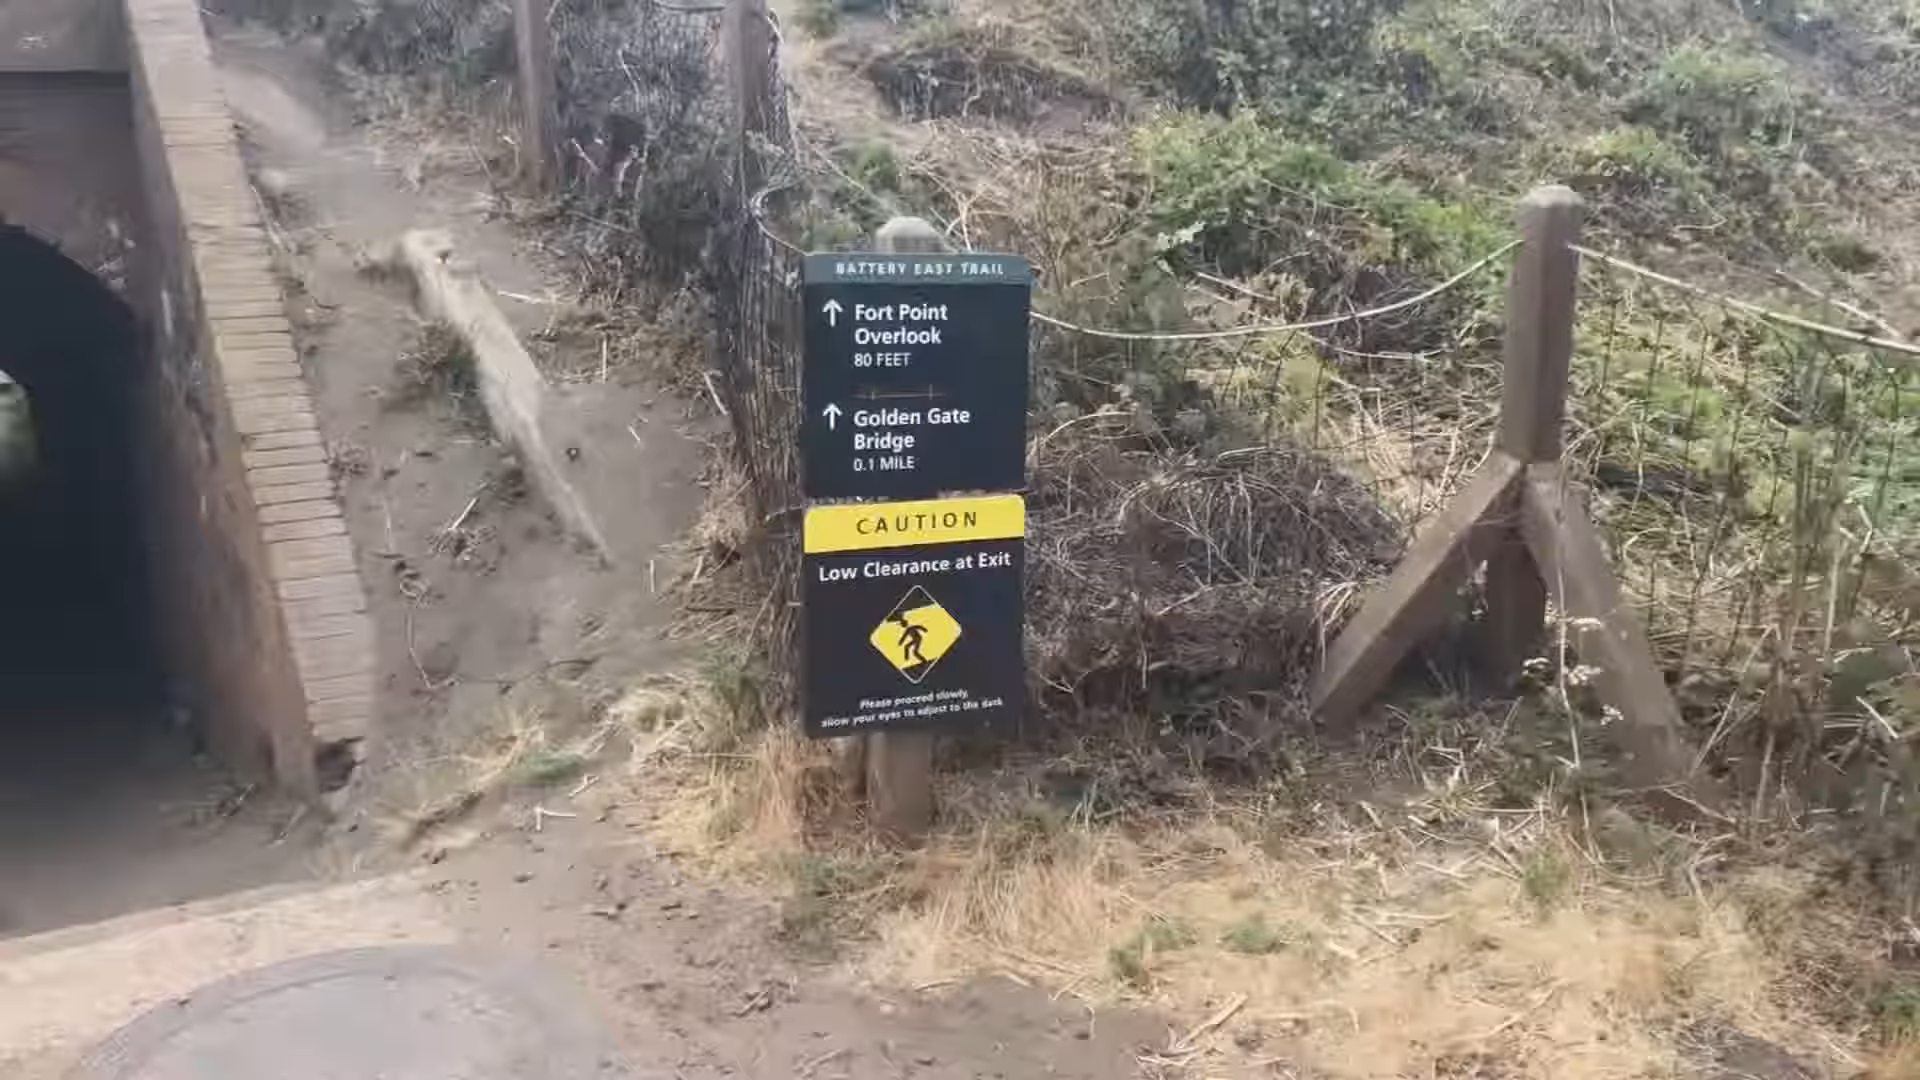 BATTERY EAST TRAIL
Fort Point
Overlook
80 FEET
Golden Gate
Bridge
0.1 MILE
CAUTION
Low Clearance at Exit
Please proceed slowly,
allow your eyes to adjust to the dark